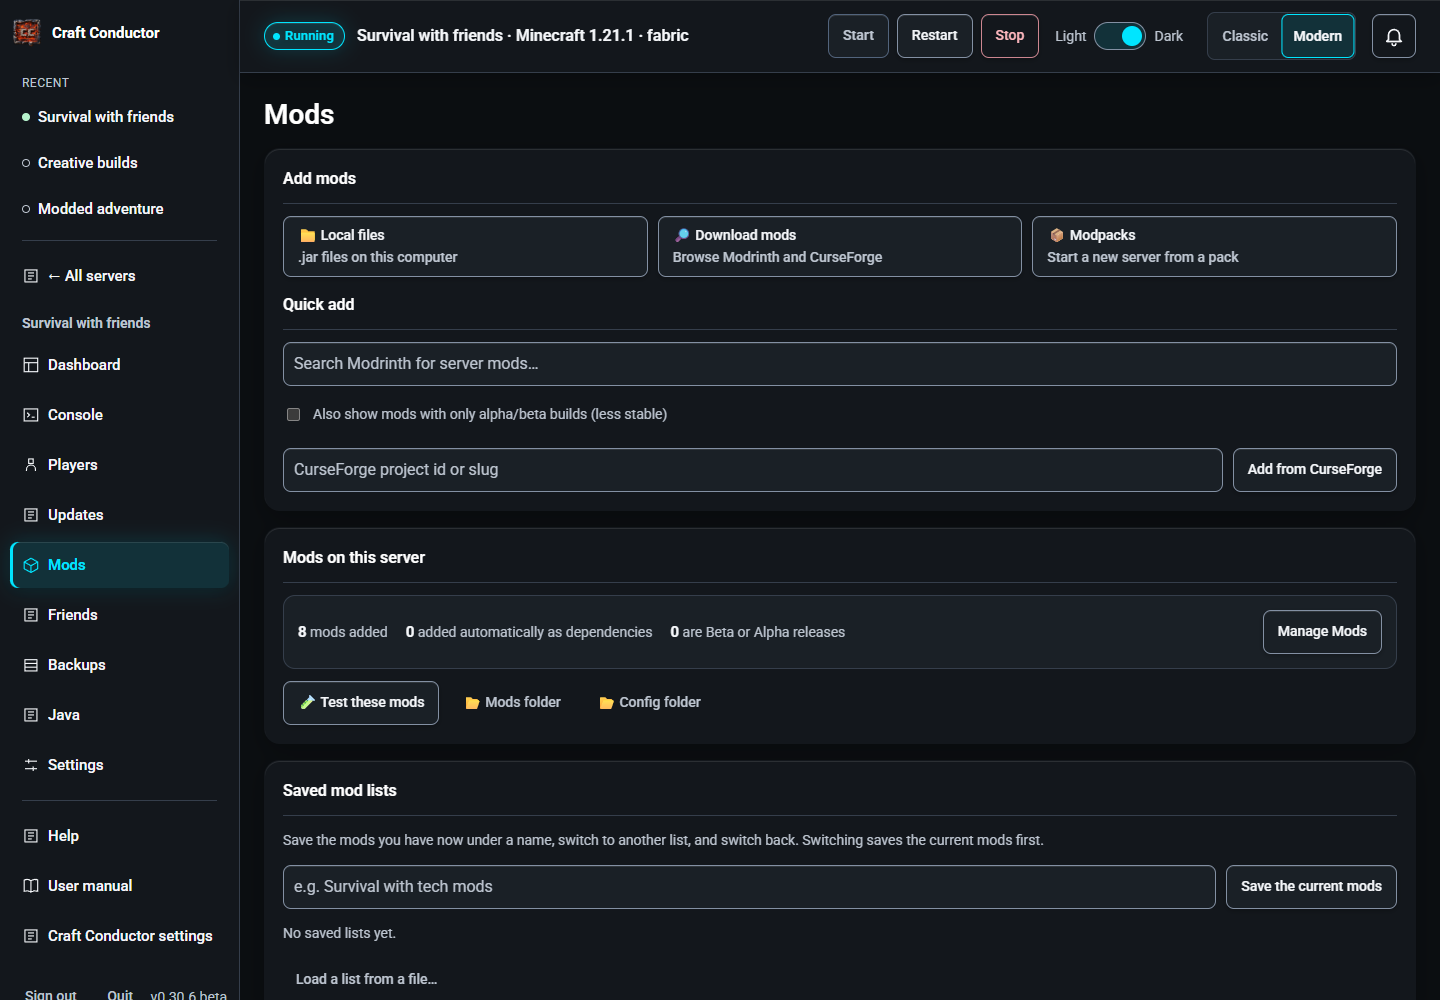 Craft Conductor
RECENT
Survival with friends
Creative builds
Modded adventure
← All servers
Survival with friends
Dashboard
Console
Players
Updates
Mods
Friends
Backups
Java
Settings
Help
User manual
Craft Conductor settings
Sign out Quit v0.30.6 beta
Running Survival with friends · Minecraft 1.21.1 · fabric
Start Restart Stop Light Dark Classic Modern
Mods
Add mods
Local files
.jar files on this computer
Download mods
Browse Modrinth and CurseForge
Modpacks
Start a new server from a pack
Quick add
Search Modrinth for server mods...
Also show mods with only alpha/beta builds (less stable)
CurseForge project id or slug
Add from CurseForge
Mods on this server
8 mods added 0 added automatically as dependencies 0 are Beta or Alpha releases
Manage Mods
Test these mods Mods folder Config folder
Saved mod lists
Save the mods you have now under a name, switch to another list, and switch back. Switching saves the current mods first.
e.g. Survival with tech mods
Save the current mods
No saved lists yet.
Load a list from a file...